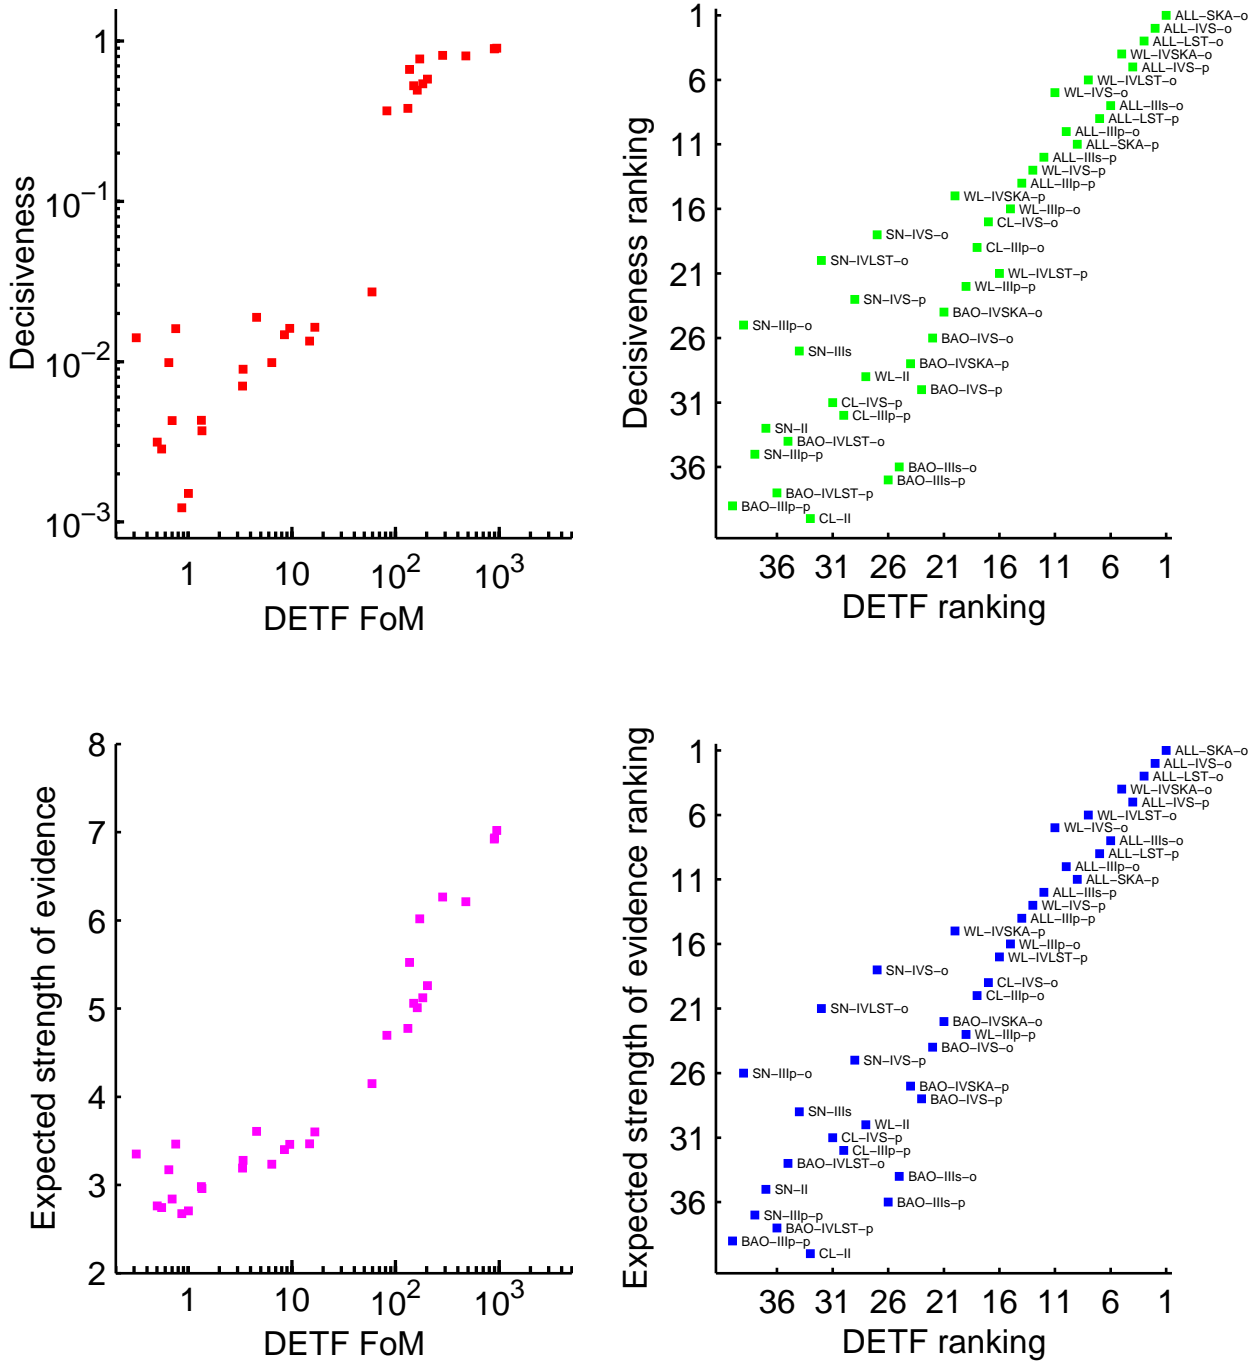 1
10⁻¹
10⁻²
10⁻³
Decisiveness
1
10
10²
10³
DETF FoM
1
6
11
16
21
26
31
36
Decisiveness ranking
ALL−SKA−o
ALL−IVS−o
ALL−LST−o
WL−IVSKA−o
ALL−IVS−p
WL−IVLST−o
WL−IVS−o
ALL−IIIs−o
ALL−LST−p
ALL−IIIp−o
ALL−SKA−p
ALL−IIIs−p
WL−IVS−p
ALL−IIIp−p
WL−IVSKA−p
WL−IIIp−o
CL−IVS−o
SN−IVS−o
CL−IIIp−o
SN−IVLST−o
WL−IVLST−p
WL−IIIp−p
SN−IVS−p
BAO−IVSKA−o
SN−IIIp−o
BAO−IVS−o
SN−IIIs
BAO−IVSKA−p
WL−II
BAO−IVS−p
CL−IVS−p
CL−IIIp−p
SN−II
BAO−IVLST−o
SN−IIIp−p
BAO−IIIs−o
BAO−IIIs−p
BAO−IVLST−p
BAO−IIIp−p
CL−II
36 31 26 21 16 11 6 1
DETF ranking
8
7
6
5
4
3
2
Expected strength of evidence
1
10
10²
10³
DETF FoM
1
6
11
16
21
26
31
36
Expected strength of evidence ranking
ALL−SKA−o
ALL−IVS−o
ALL−LST−o
WL−IVSKA−o
ALL−IVS−p
WL−IVLST−o
WL−IVS−o
ALL−IIIs−o
ALL−LST−p
ALL−IIIp−o
ALL−SKA−p
ALL−IIIs−p
WL−IVS−p
ALL−IIIp−p
WL−IVSKA−p
WL−IIIp−o
WL−IVLST−p
SN−IVS−o
CL−IVS−o
CL−IIIp−o
SN−IVLST−o
BAO−IVSKA−o
WL−IIIp−p
BAO−IVS−o
SN−IVS−p
SN−IIIp−o
BAO−IVSKA−p
BAO−IVS−p
SN−IIIs
WL−II
CL−IVS−p
CL−IIIp−p
BAO−IVLST−o
BAO−IIIs−o
SN−II
BAO−IIIs−p
SN−IIIp−p
BAO−IVLST−p
BAO−IIIp−p
CL−II
36 31 26 21 16 11 6 1
DETF ranking